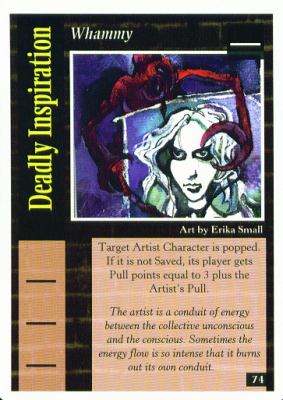 Whammy
Deadly Inspiration
Art by Erika Small
Target Artist Character is popped.
If it is not Saved, its player gets
Pull points equal to 3 plus the
Artist's Pull.
The artist is a conduit of energy
between the collective unconscious
and the conscious. Sometimes the
energy flow is so intense that it burns
out its own conduit.
74